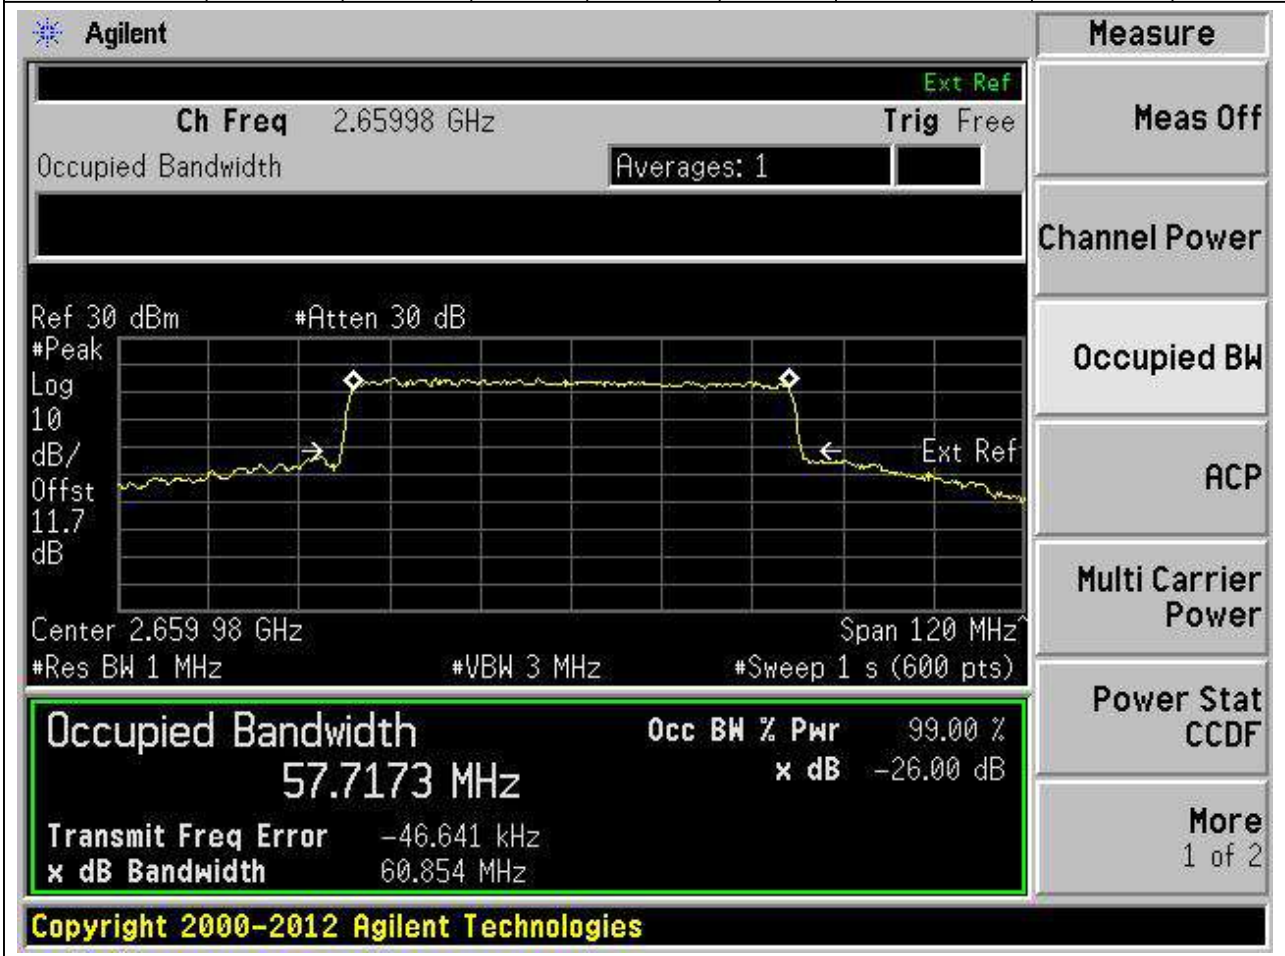 Agilent
Measure
Ext Ref
Ch Freq 2.65998 GHz Trig Free
Occupied Bandwidth Averages: 1
Meas Off
Channel Power
Occupied BW
ACP
Multi Carrier
Power
Power Stat
CCDF
More
1 of 2
Ref 30 dBm #Atten 30 dB
#Peak
Log
10
dB/
Offst
11.7
dB
Ext Ref
Center 2.659 98 GHz Span 120 MHz^
#Res BW 1 MHz #VBW 3 MHz #Sweep 1 s (600 pts)
Occupied Bandwidth Occ BW % Pwr 99.00 %
57.7173 MHz x dB -26.00 dB
Transmit Freq Error -46.641 kHz
x dB Bandwidth 60.854 MHz
Copyright 2000-2012 Agilent Technologies